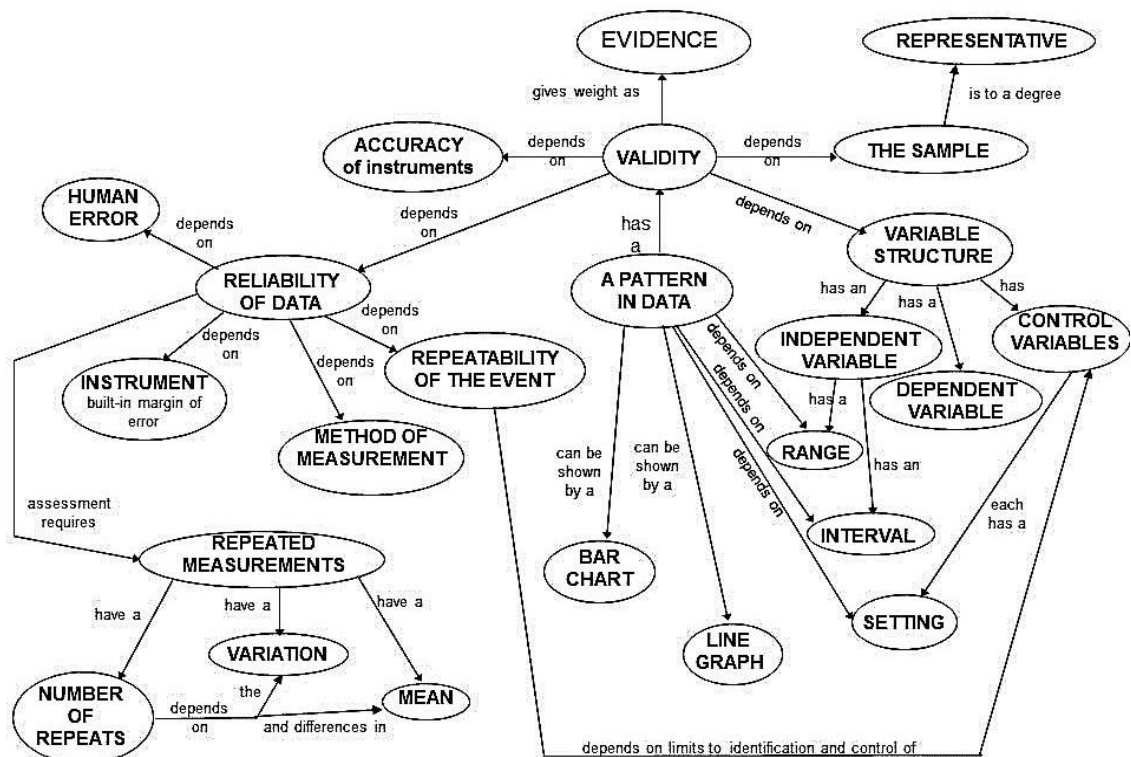 EVIDENCE
REPRESENTATIVE
gives weight as
is to a degree
ACCURACY
of instruments
depends
on
VALIDITY
depends
on
THE SAMPLE
HUMAN
ERROR
depends
on
depends
on
has
a
depends on
VARIABLE
STRUCTURE
RELIABILITY
OF DATA
A PATTERN
IN DATA
has an
has a
has
depends
on
depends
on
depends
on
REPEATABILITY
OF THE EVENT
depends on
depends on
depends on
INDEPENDENT
VARIABLE
CONTROL
VARIABLES
INSTRUMENT
built-in margin of
error
DEPENDENT
VARIABLE
has a
METHOD OF
MEASUREMENT
can be
shown
by a
can be
shown
by a
RANGE
has an
assessment
requires
each
has a
REPEATED
MEASUREMENTS
BAR
CHART
INTERVAL
have a
have a
have a
SETTING
VARIATION
LINE
GRAPH
NUMBER
OF
REPEATS
depends
on
the
and differences in
MEAN
depends on limits to identification and control of